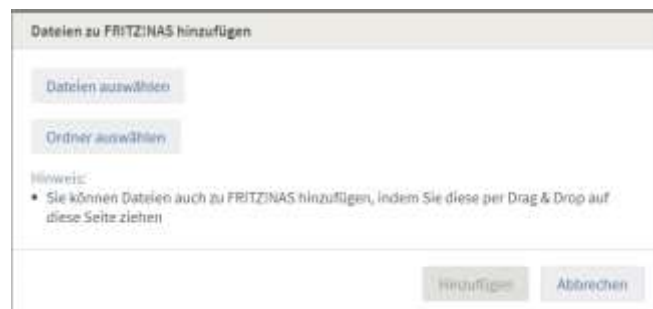 Dateien zu FRITZ!NAS hinzufügen
Dateien auswählen
Ordner auswählen
Hinweis:
• Sie können Dateien auch zu FRITZ!NAS hinzufügen, indem Sie diese per Drag & Drop auf
diese Seite ziehen
Hinzufügen Abbrechen